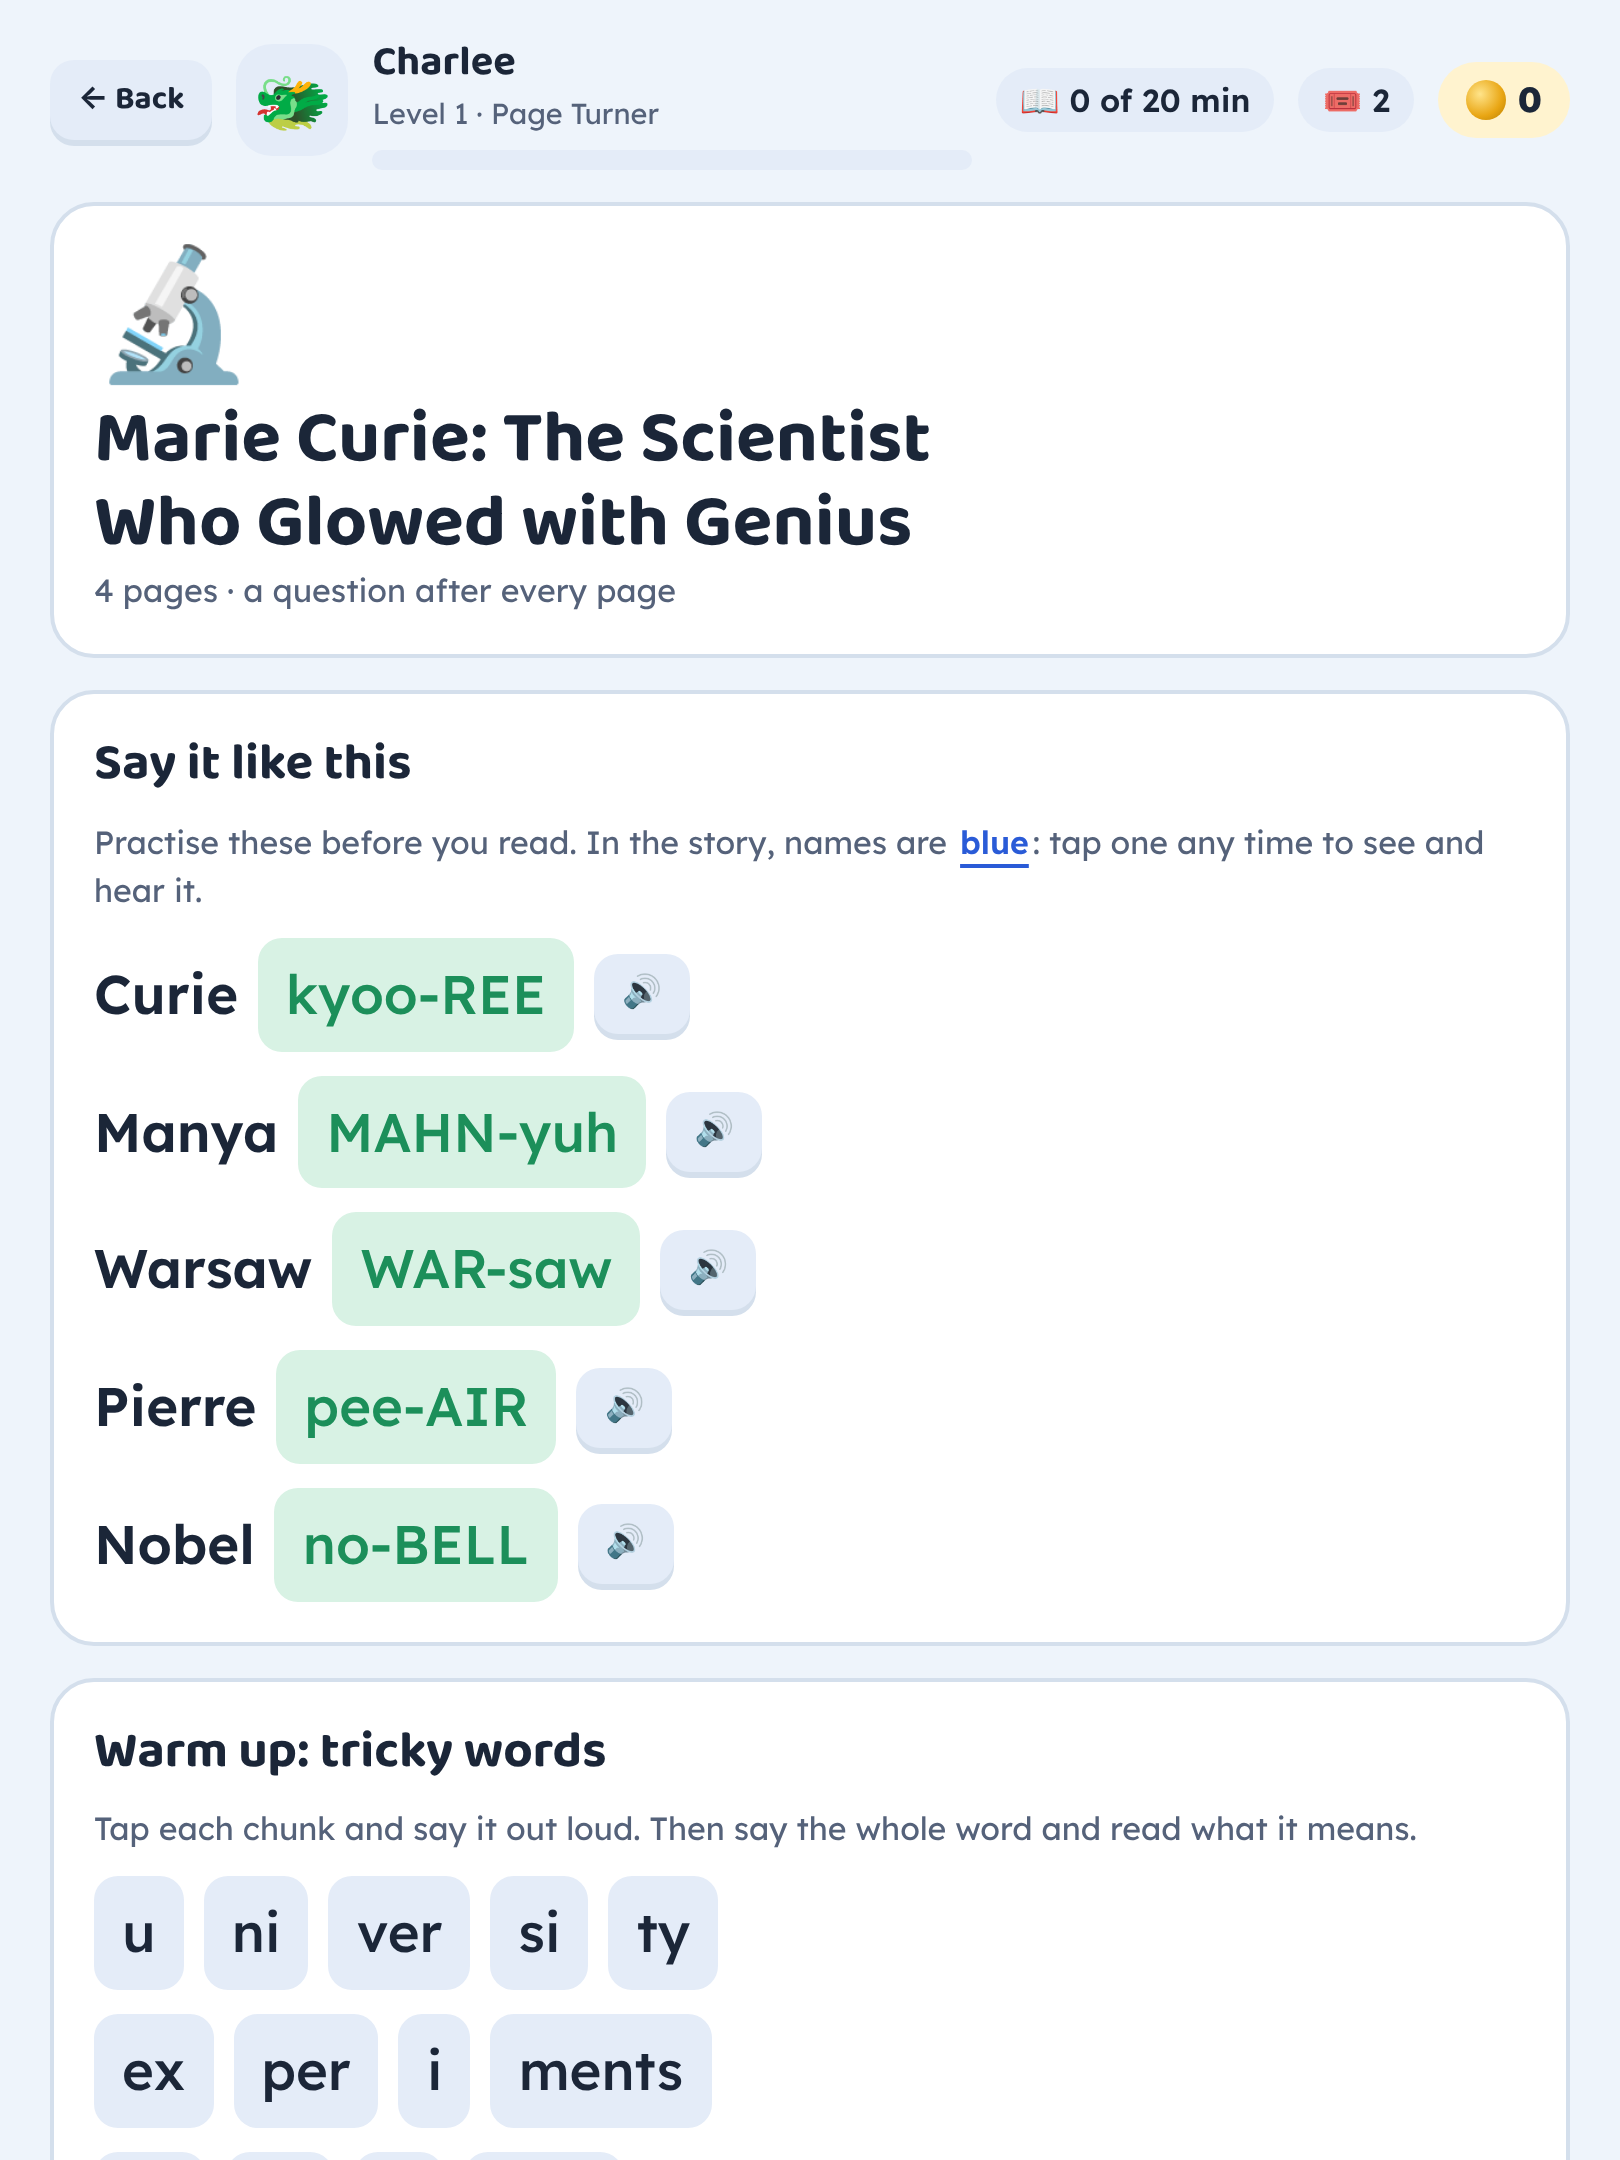 ← Back
Charlee
Level 1 · Page Turner
0 of 20 min
2
0
Marie Curie: The Scientist
Who Glowed with Genius
4 pages · a question after every page
Say it like this
Practise these before you read. In the story, names are blue: tap one any time to see and
hear it.
Curie kyoo-REE
Manya MAHN-yuh
Warsaw WAR-saw
Pierre pee-AIR
Nobel no-BELL
Warm up: tricky words
Tap each chunk and say it out loud. Then say the whole word and read what it means.
u ni ver si ty
ex per i ments